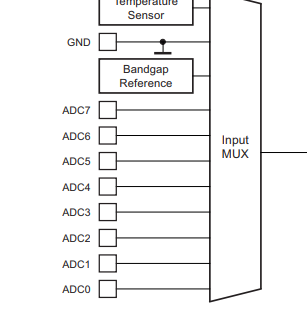 Temperature
Sensor
GND
Bandgap
Reference
ADC7
ADC6
ADC5
ADC4
ADC3
ADC2
ADC1
ADC0
Input
MUX